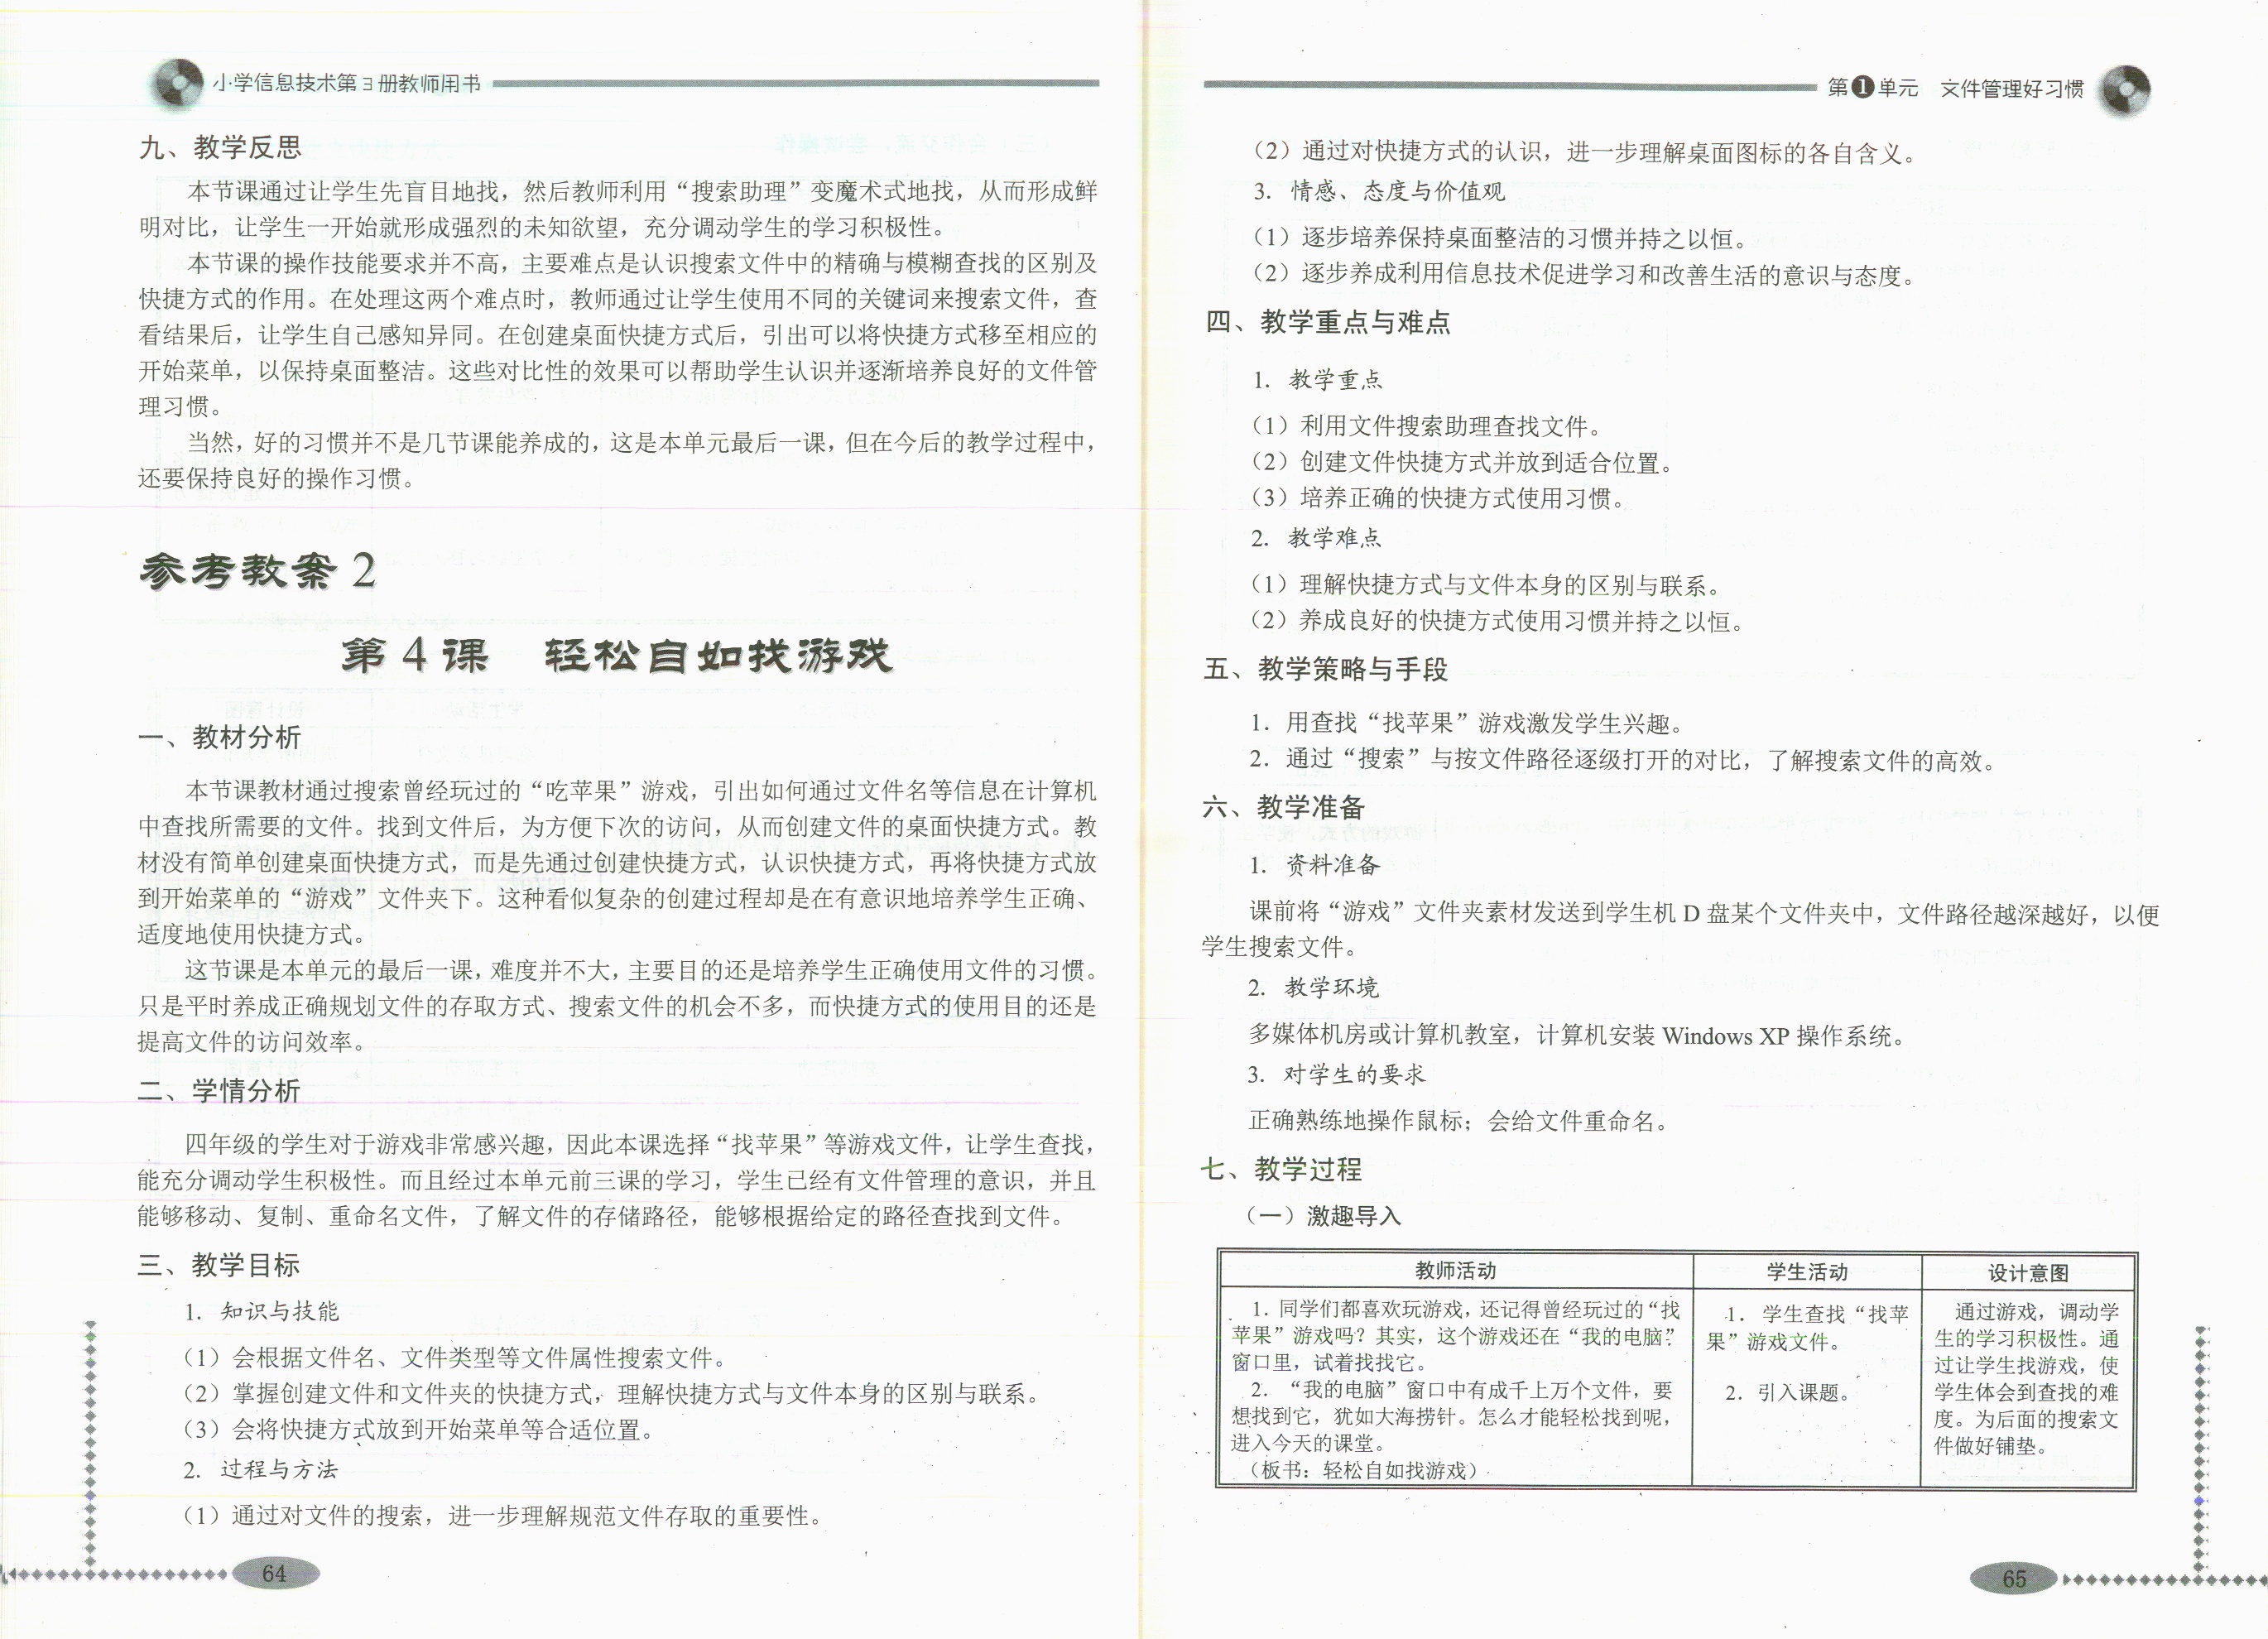 小学信息技术第3册教师用书
九、教学反思
本节课通过让学生先盲目地找，然后教师利用“搜索助理”变魔术式地找，从而形成鲜
明对比，让学生一开始就形成强烈的未知欲望，充分调动学生的学习积极性。
本节课的操作技能要求并不高，主要难点是认识搜索文件中的精确与模糊查找的区别及
快捷方式的作用。在处理这两个难点时，教师通过让学生使用不同的关键词来搜索文件，查
看结果后，让学生自己感知异同。在创建桌面快捷方式后，引出可以将快捷方式移至相应的
开始菜单，以保持桌面整洁。这些对比性的效果可以帮助学生认识并逐渐培养良好的文件管
理习惯。
当然，好的习惯并不是几节课能养成的，这是本单元最后一课，但在今后的教学过程中，
还要保持良好的操作习惯。
参考教案2
第4课 轻松自如找游戏
一、教材分析
本节课教材通过搜索曾经玩过的“吃苹果”游戏，引出如何通过文件名等信息在计算机
中查找所需要的文件。找到文件后，为方便下次的访问，从而创建文件的桌面快捷方式。教
材没有简单创建桌面快捷方式，而是先通过创建快捷方式，认识快捷方式，再将快捷方式放
到开始菜单的“游戏”文件夹下。这种看似复杂的创建过程却是在有意识地培养学生正确、
适度地使用快捷方式。
这节课是本单元的最后一课，难度并不大，主要目的还是培养学生正确使用文件的习惯。
只是平时养成正确规划文件的存取方式、搜索文件的机会不多，而快捷方式的使用目的还是
提高文件的访问效率。
二、学情分析
四年级的学生对于游戏非常感兴趣，因此本课选择“找苹果”等游戏文件，让学生查找，
能充分调动学生积极性。而且经过本单元前三课的学习，学生已经有文件管理的意识，并且
能够移动、复制、重命名文件，了解文件的存储路径，能够根据给定的路径查找到文件。
三、教学目标
1. 知识与技能
（1）会根据文件名、文件类型等文件属性搜索文件。
（2）掌握创建文件和文件夹的快捷方式，理解快捷方式与文件本身的区别与联系。
（3）会将快捷方式放到开始菜单等合适位置。
2. 过程与方法
（1）通过对文件的搜索，进一步理解规范文件存取的重要性。
64
第1单元 文件管理好习惯
（2）通过对快捷方式的认识，进一步理解桌面图标的各自含义。
3. 情感、态度与价值观
（1）逐步培养保持桌面整洁的习惯并持之以恒。
（2）逐步养成利用信息技术促进学习和改善生活的意识与态度。
四、教学重点与难点
1. 教学重点
（1）利用文件搜索助理查找文件。
（2）创建文件快捷方式并放到适合位置。
（3）培养正确的快捷方式使用习惯。
2. 教学难点
（1）理解快捷方式与文件本身的区别与联系。
（2）养成良好的快捷方式使用习惯并持之以恒。
五、教学策略与手段
1. 用查找“找苹果”游戏激发学生兴趣。
2. 通过“搜索”与按文件路径逐级打开的对比，了解搜索文件的高效。
六、教学准备
1. 资料准备
课前将“游戏”文件夹素材发送到学生机 D 盘某个文件夹中，文件路径越深越好，以便
学生搜索文件。
2. 教学环境
多媒体机房或计算机教室，计算机安装 Windows XP 操作系统。
3. 对学生的要求
正确熟练地操作鼠标；会给文件重命名。
七、教学过程
（一）激趣导入
教师活动
学生活动
设计意图
1. 同学们都喜欢玩游戏，还记得曾经玩过的“找
苹果”游戏吗？其实，这个游戏还在“我的电脑”
窗口里，试着找找它。
2. “我的电脑”窗口中有成千上万个文件，要
想找到它，犹如大海捞针。怎么才能轻松找到呢，
进入今天的课堂。
（板书：轻松自如找游戏）
1. 学生查找“找苹
果”游戏文件。
2. 引入课题。
通过游戏，调动学
生的学习积极性。通
过让学生找游戏，使
学生体会到查找的难
度。为后面的搜索文
件做好铺垫。
65